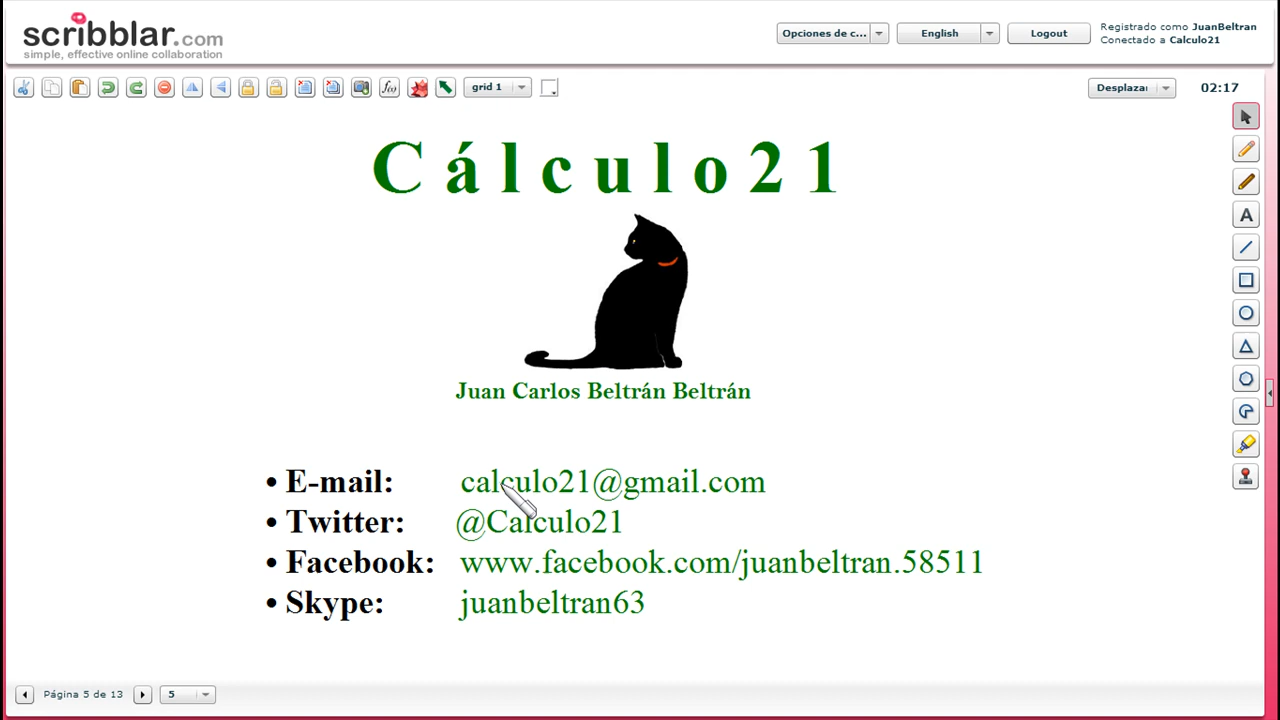 scribblar.com
simple, effective online collaboration
Opciones de c...
English
Logout
Registrado como JuanBeltran
Conectado a Calculo21
f(x)
grid 1
Desplaza
02:17
A
Cálculo21
Juan Carlos Beltrán Beltrán
• E-mail: calculo21@gmail.com
• Twitter: @Calculo21
• Facebook: www.facebook.com/juanbeltran.58511
• Skype: juanbeltran63
Página 5 de 13
5